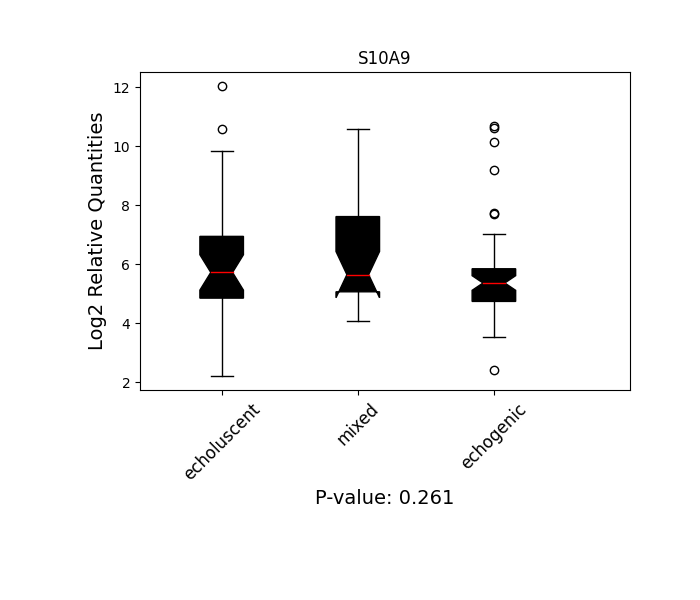 S10A9
Log2 Relative Quantities
12
10
8
6
4
2
echoluscent
mixed
echogenic
P-value: 0.261